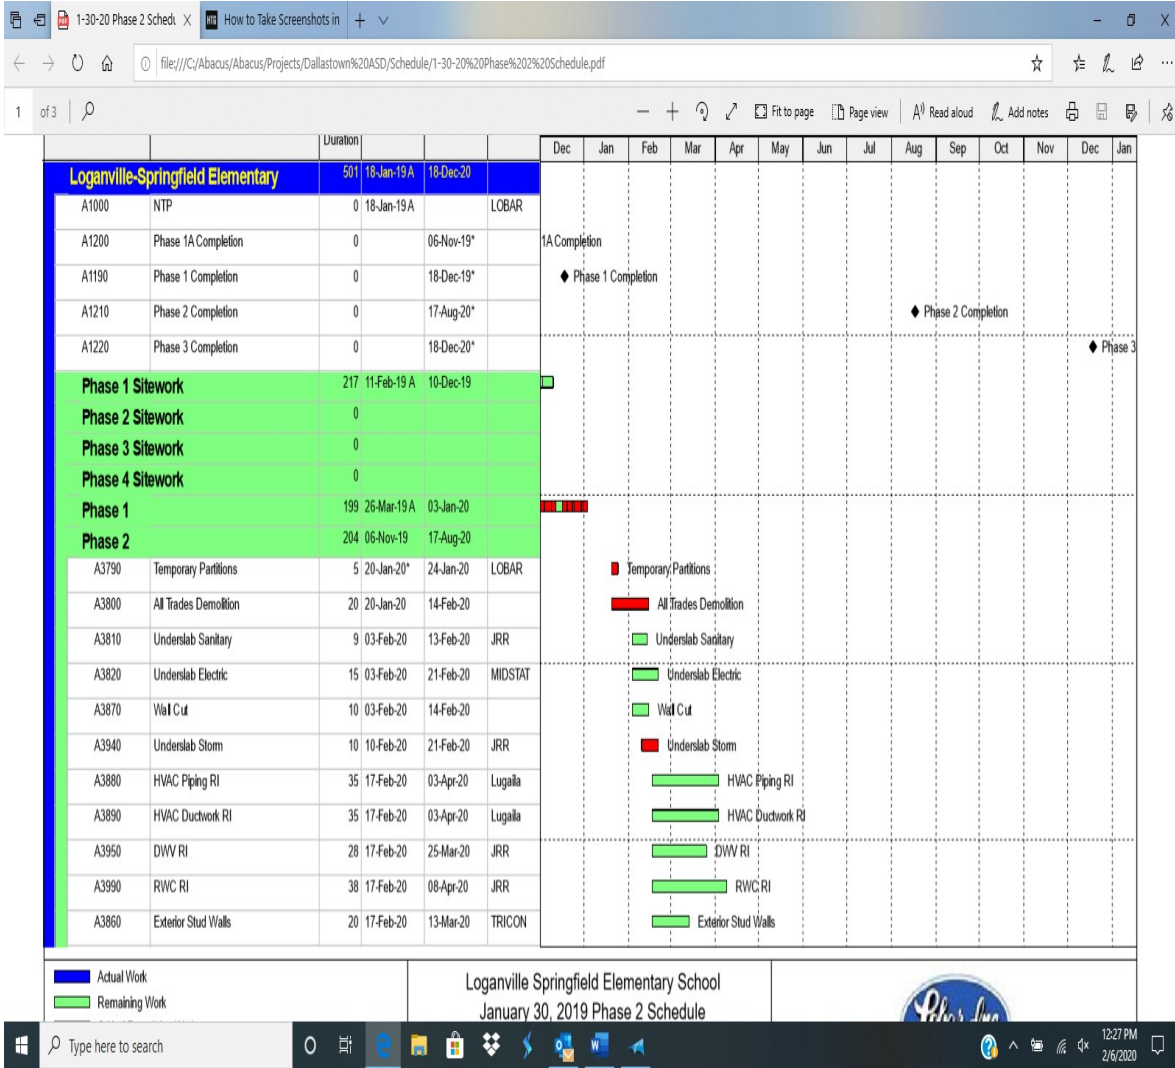 1-30-20 Phase 2 Schedu
How to Take Screenshots in
file:///C:/Abacus/Abacus/Projects/Dallastown%20ASD/Schedule/1-30-20%20Phase%202%20Schedule.pdf
1 of 3 Fit to page Page view Read aloud Add notes
Duration Dec Jan Feb Mar Apr May Jun Jul Aug Sep Oct Nov Dec Jan
Loganville-Springfield Elementary 501 18-Jan-19 A 18-Dec-20
A1000 NTP 0 18-Jan-19 A LOBAR
A1200 Phase 1A Completion 0 06-Nov-19* 1A Completion
A1190 Phase 1 Completion 0 18-Dec-19* Phase 1 Completion
A1210 Phase 2 Completion 0 17-Aug-20* Phase 2 Completion
A1220 Phase 3 Completion 0 18-Dec-20* Phase 3
Phase 1 Sitework 217 11-Feb-19 A 10-Dec-19
Phase 2 Sitework 0
Phase 3 Sitework 0
Phase 4 Sitework 0
Phase 1 199 26-Mar-19 A 03-Jan-20
Phase 2 204 06-Nov-19 17-Aug-20
A3790 Temporary Partitions 5 20-Jan-20* 24-Jan-20 LOBAR Temporary Partitions
A3800 All Trades Demolition 20 20-Jan-20 14-Feb-20 All Trades Demolition
A3810 Underslab Sanitary 9 03-Feb-20 13-Feb-20 JRR Underslab Sanitary
A3820 Underslab Electric 15 03-Feb-20 21-Feb-20 MIDSTAT Underslab Electric
A3870 Wall Cut 10 03-Feb-20 14-Feb-20 Wall Cut
A3940 Underslab Storm 10 10-Feb-20 21-Feb-20 JRR Underslab Storm
A3880 HVAC Piping RI 35 17-Feb-20 03-Apr-20 Lugaila HVAC Piping RI
A3890 HVAC Ductwork RI 35 17-Feb-20 03-Apr-20 Lugaila HVAC Ductwork RI
A3950 DWV RI 28 17-Feb-20 25-Mar-20 JRR DWV RI
A3990 RWC RI 38 17-Feb-20 08-Apr-20 JRR RWC RI
A3860 Exterior Stud Walls 20 17-Feb-20 13-Mar-20 TRICON Exterior Stud Walls
Actual Work
Remaining Work
Loganville Springfield Elementary School
January 30, 2019 Phase 2 Schedule
Type here to search
12:27 PM
2/6/2020